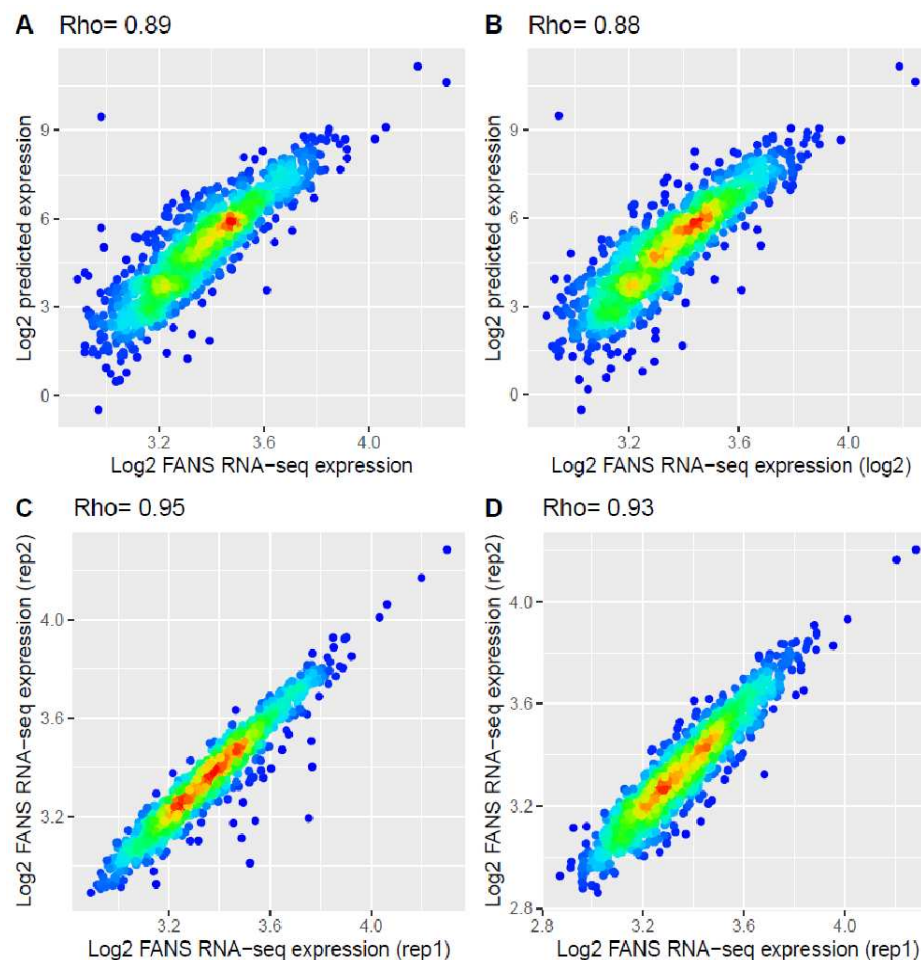 A Rho= 0.89
Log2 predicted expression
9
6
3
0
3.2 3.6 4.0
Log2 FANS RNA−seq expression
B Rho= 0.88
Log2 predicted expression
9
6
3
0
3.2 3.6 4.0
Log2 FANS RNA−seq expression (log2)
C Rho= 0.95
Log2 FANS RNA−seq expression (rep2)
4.0
3.6
3.2
3.2 3.6 4.0
Log2 FANS RNA−seq expression (rep1)
D Rho= 0.93
Log2 FANS RNA−seq expression (rep2)
4.0
3.6
3.2
2.8
2.8 3.2 3.6 4.0
Log2 FANS RNA−seq expression (rep1)